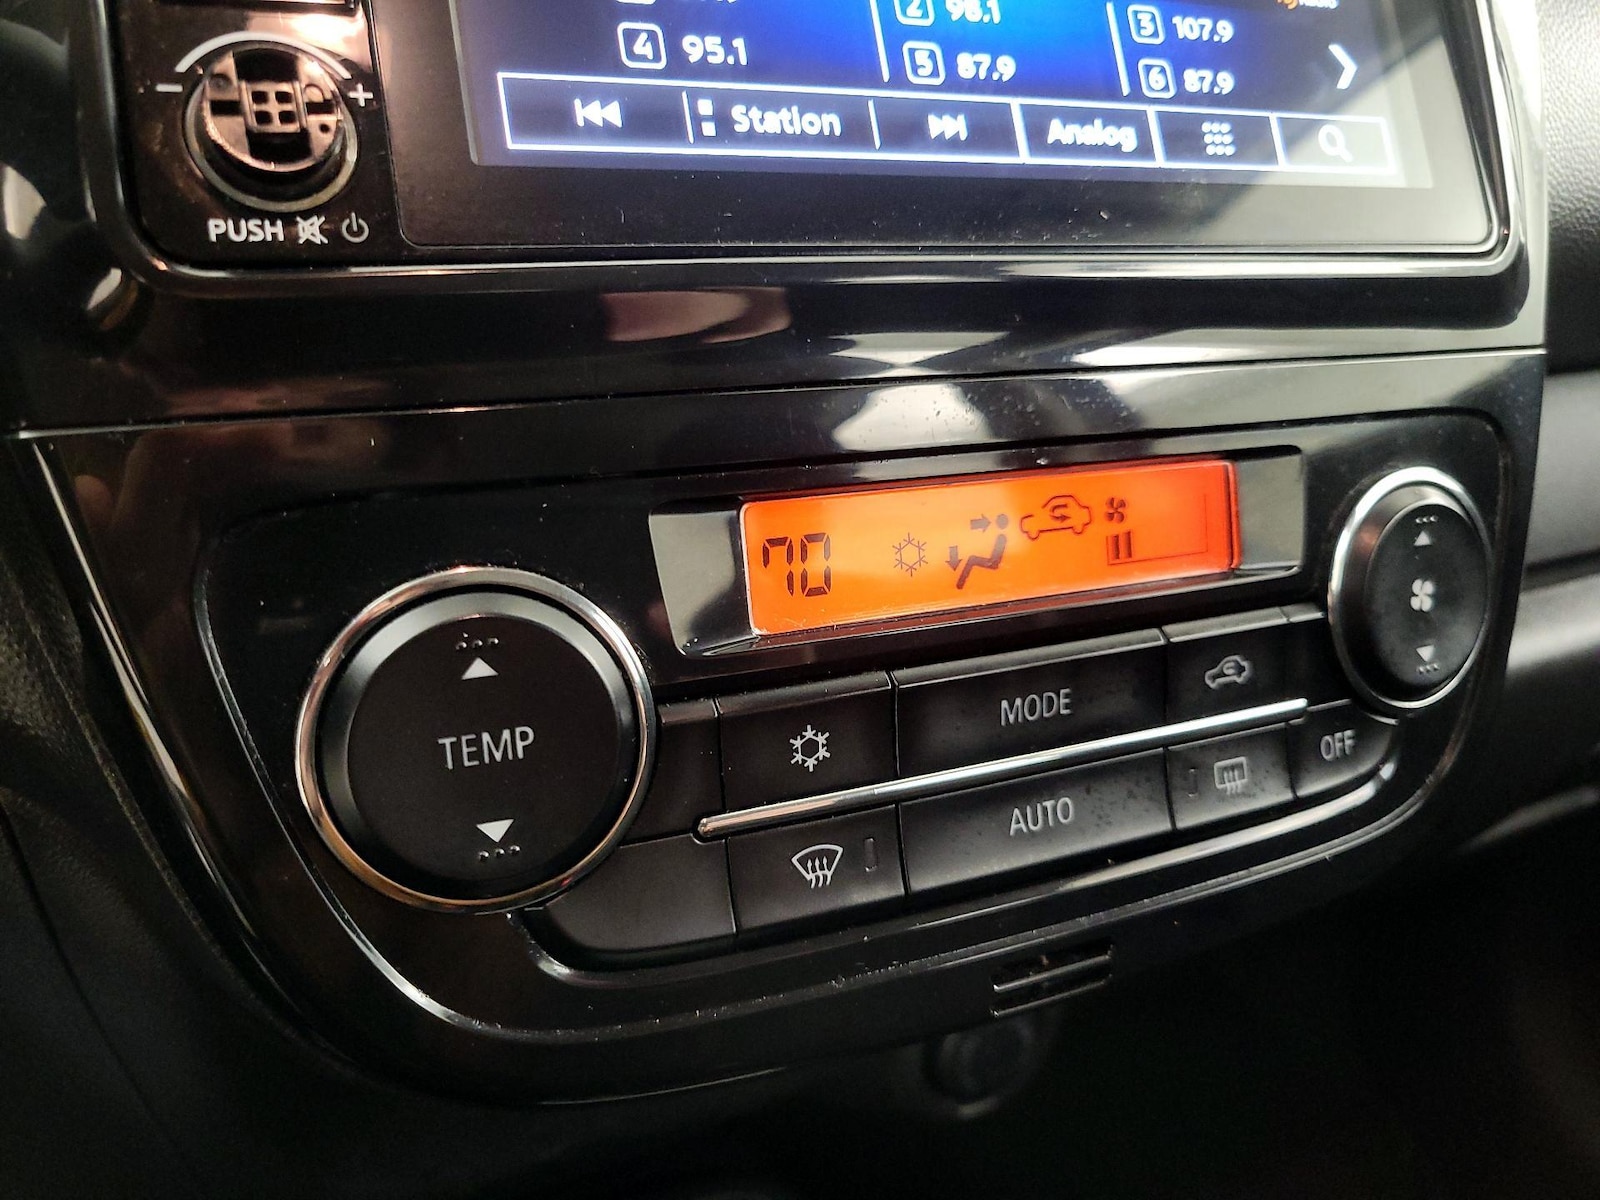 2 98.1
3 107.9
4 95.1
5 87.9
6 87.9
Station
Analog
PUSH
70
TEMP
MODE
AUTO
OFF